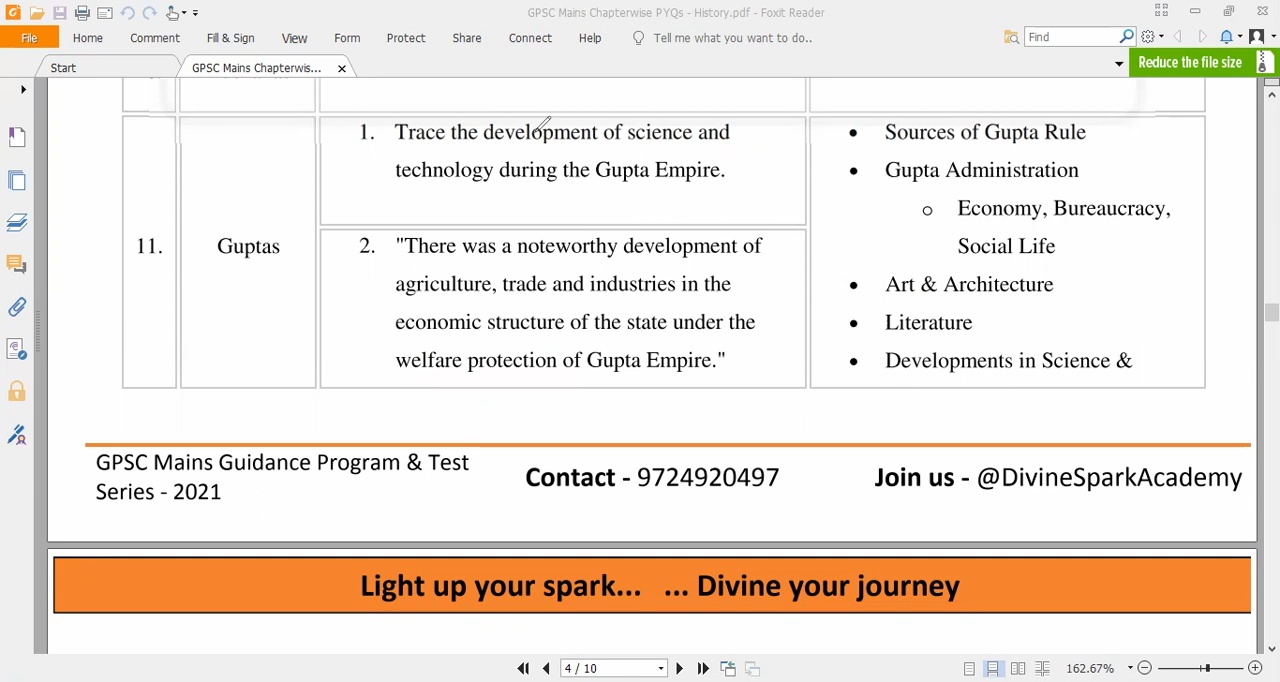 GPSC Mains Chapterwise PYQs - History.pdf - Foxit Reader
File Home Comment Fill & Sign View Form Protect Share Connect Help Tell me what you want to do.. Find
Start GPSC Mains Chapterwis... Reduce the file size
1. Trace the development of science and
technology during the Gupta Empire.
11. Guptas
2. "There was a noteworthy development of
agriculture, trade and industries in the
economic structure of the state under the
welfare protection of Gupta Empire."
• Sources of Gupta Rule
• Gupta Administration
o Economy, Bureaucracy,
Social Life
• Art & Architecture
• Literature
• Developments in Science &
GPSC Mains Guidance Program & Test
Series - 2021
Contact - 9724920497
Join us - @DivineSparkAcademy
Light up your spark... ... Divine your journey
4 / 10
162.67%